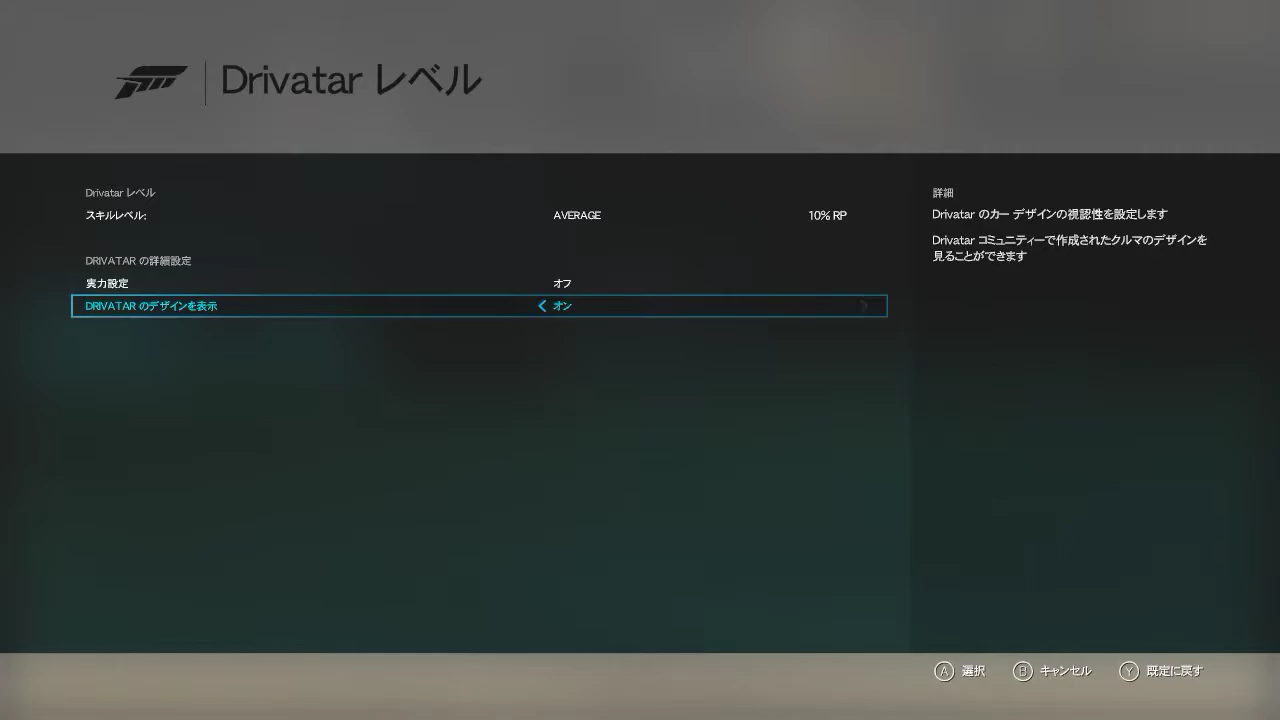 Drivatar レベル
Drivatar レベル
スキルレベル: AVERAGE 10% RP
DRIVATAR の詳細設定
実力設定 オフ
DRIVATAR のデザインを表示 オン
詳細
Drivatar のカー デザインの視認性を設定します
Drivatar コミュニティーで作成されたクルマのデザインを
見ることができます
A 選択 B キャンセル Y 既定に戻す